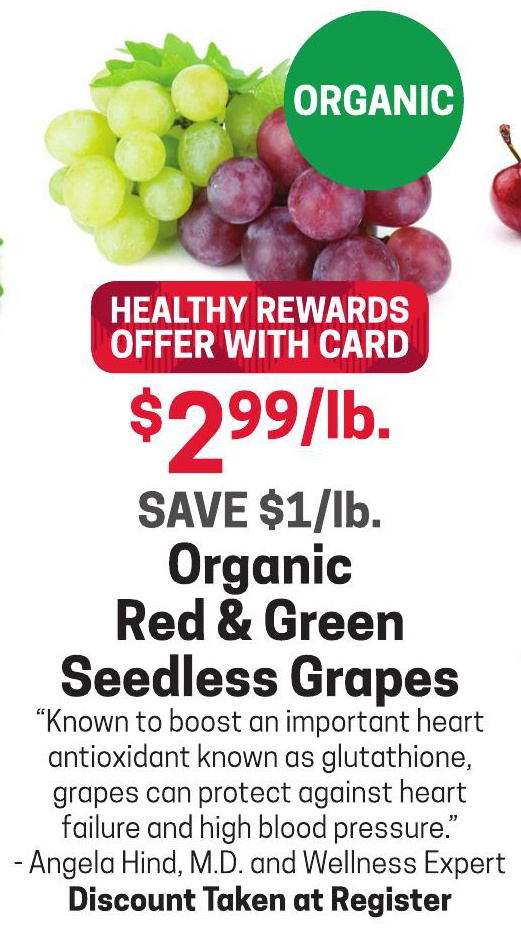 ORGANIC
HEALTHY REWARDS
OFFER WITH CARD
$2 99/lb.
SAVE $1/lb.
Organic
Red & Green
Seedless Grapes
“Known to boost an important heart
antioxidant known as glutathione,
grapes can protect against heart
failure and high blood pressure.”
- Angela Hind, M.D. and Wellness Expert
Discount Taken at Register